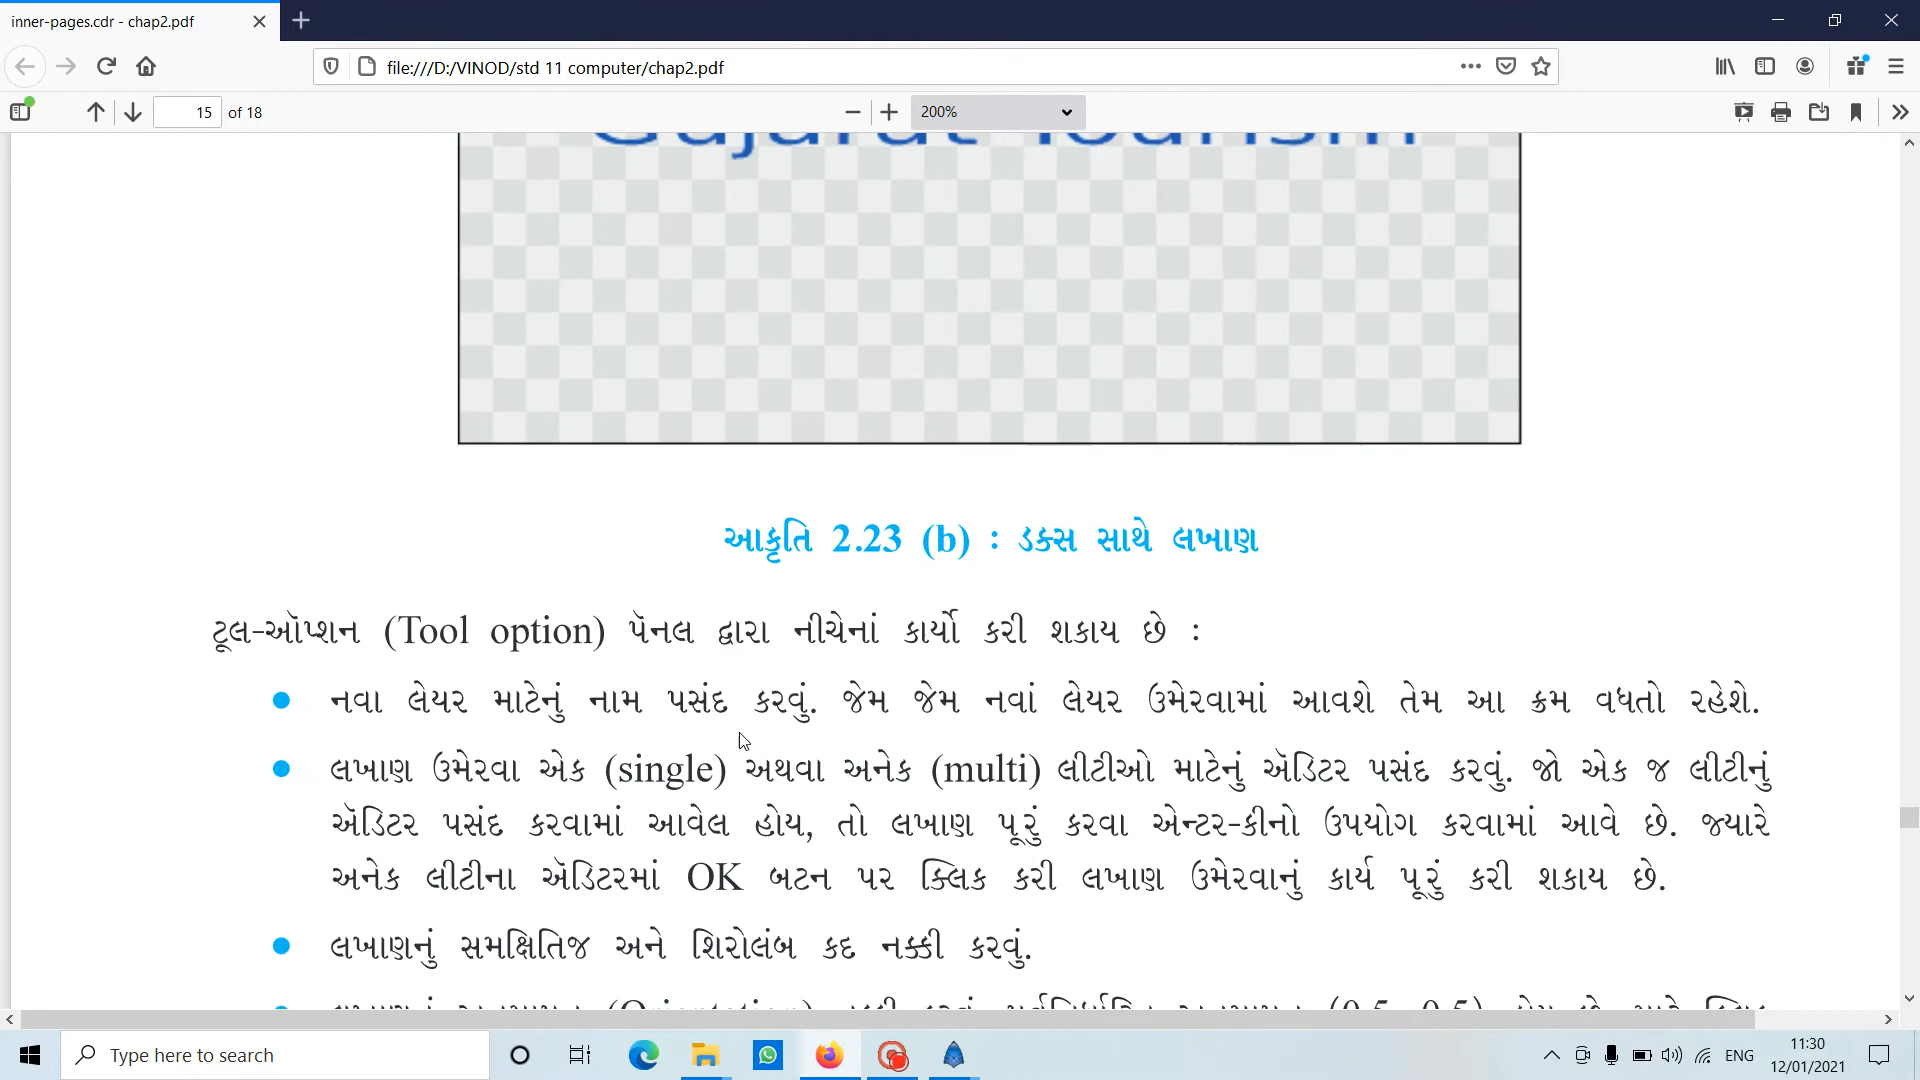 inner-pages.cdr - chap2.pdf
file:///D:/VINOD/std 11 computer/chap2.pdf
15 of 18
200%
Gujarat Tourism
આકૃતિ 2.23 (b) : ડક્સ સાથે લખાણ
ટૂલ-ઑપ્શન (Tool option) પૅનલ દ્વારા નીચેનાં કાર્યો કરી શકાય છે :
નવા લેયર માટેનું નામ પસંદ કરવું. જેમ જેમ નવાં લેયર ઉમેરવામાં આવશે તેમ આ ક્રમ વધતો રહેશે.
લખાણ ઉમેરવા એક (single) અથવા અનેક (multi) લીટીઓ માટેનું ઍડિટર પસંદ કરવું. જો એક જ લીટીનું
ઍડિટર પસંદ કરવામાં આવેલ હોય, તો લખાણ પૂરું કરવા એન્ટર-કીનો ઉપયોગ કરવામાં આવે છે. જ્યારે
અનેક લીટીના ઍડિટરમાં OK બટન પર ક્લિક કરી લખાણ ઉમેરવાનું કાર્ય પૂરું કરી શકાય છે.
લખાણનું સમક્ષિતિજ અને શિરોલંબ કદ નક્કી કરવું.
(Orientation)
Type here to search
ENG
11:30
12/01/2021